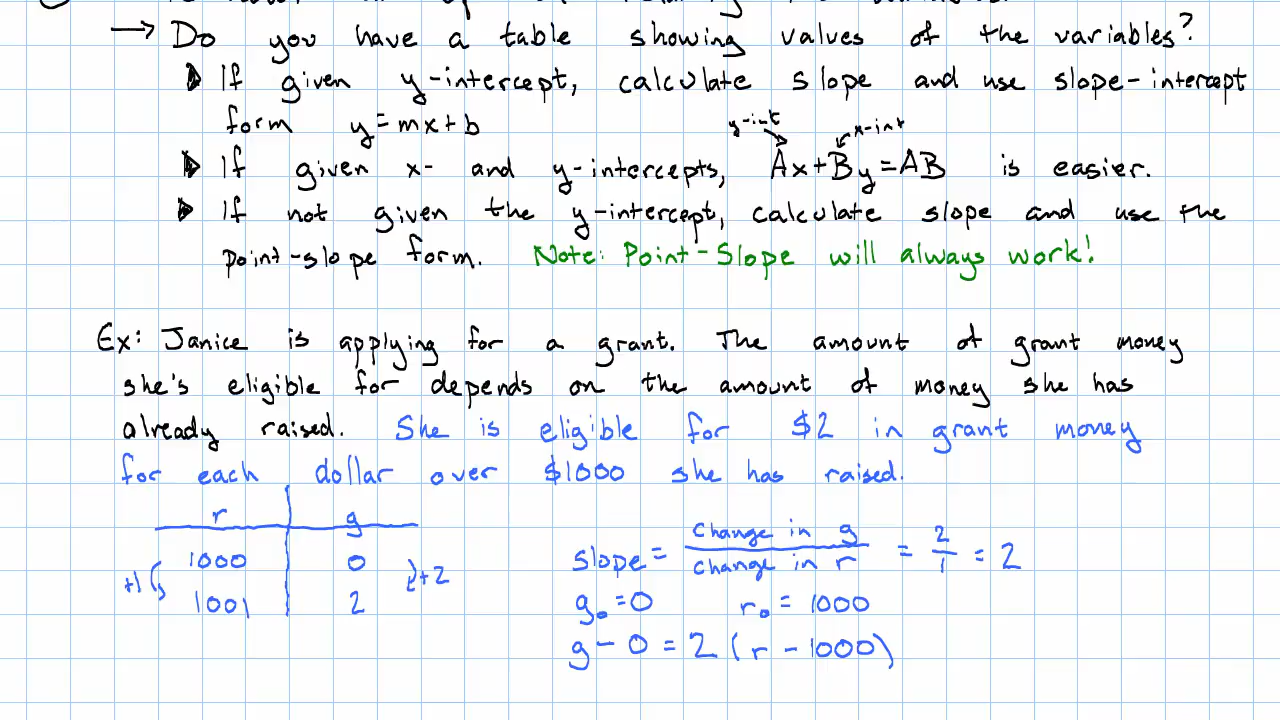 → Do you have a table showing values of the variables?
If given y-intercept, calculate slope and use slope-intercept
form y=mx+b
y-int x-int
If given x- and y-intercepts, Ax+By=AB is easier.
If not given the y-intercept, calculate slope and use the
point-slope form. Note: Point-Slope will always work!
Ex: Janice is applying for a grant. The amount of grant money
she's eligible for depends on the amount of money she has
already raised. She is eligible for $2 in grant money
for each dollar over $1000 she has raised.
r g
1000 0
+1 +2
1001 2
slope = change in g / change in r = 2/1 = 2
g₀=0 r₀=1000
g-0=2(r-1000)